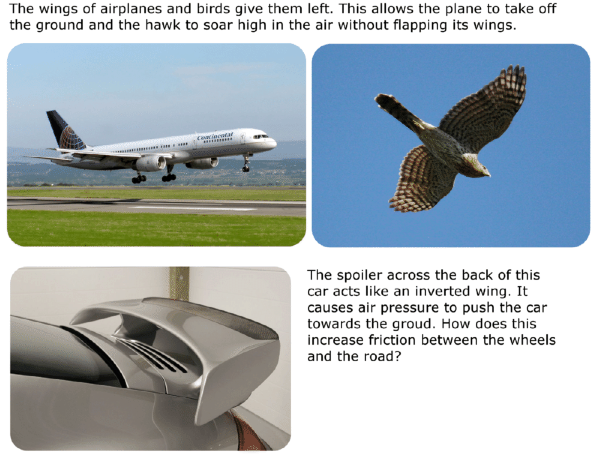 The wings of airplanes and birds give them left. This allows the plane to take off
the ground and the hawk to soar high in the air without flapping its wings.
Continental
The spoiler across the back of this
car acts like an inverted wing. It
causes air pressure to push the car
towards the groud. How does this
increase friction between the wheels
and the road?